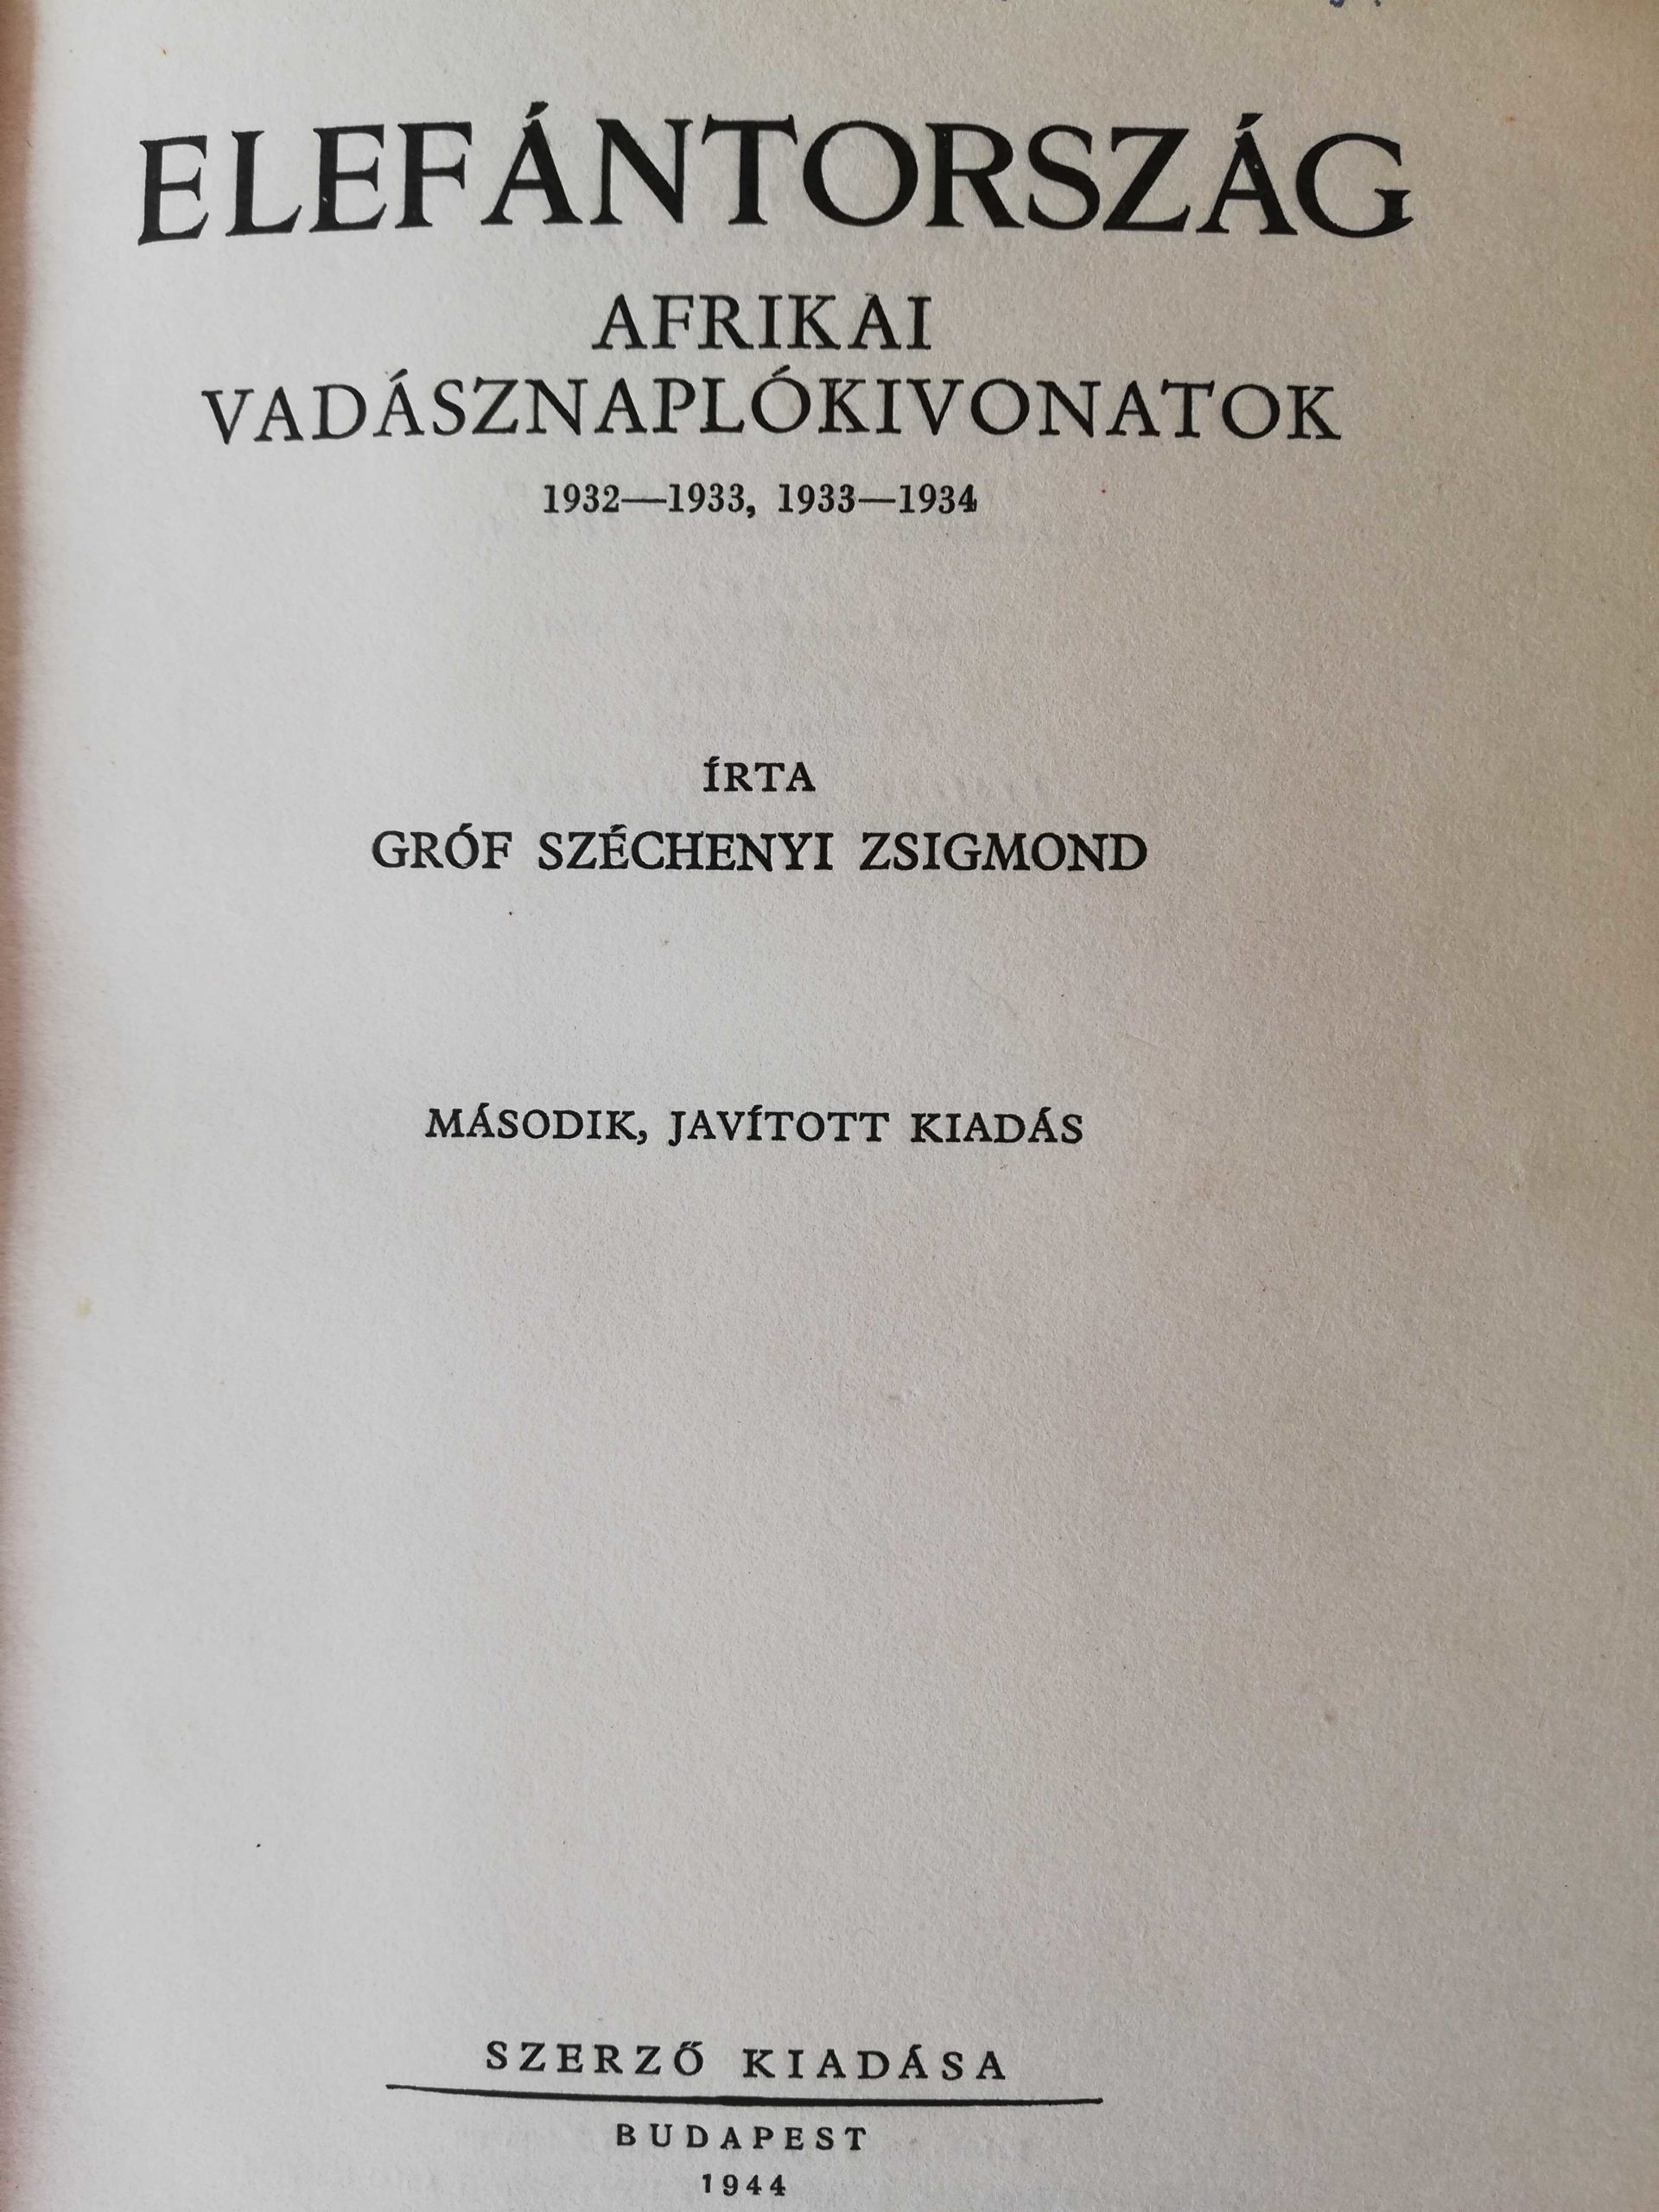 ELEFÁNTORSZÁG
AFRIKAI
VADÁSZNAPLÓKIVONATOK
1932—1933, 1933—1934
ÍRTA
GRÓF SZÉCHENYI ZSIGMOND
MÁSODIK, JAVÍTOTT KIADÁS
SZERZŐ KIADÁSA
BUDAPEST
1944